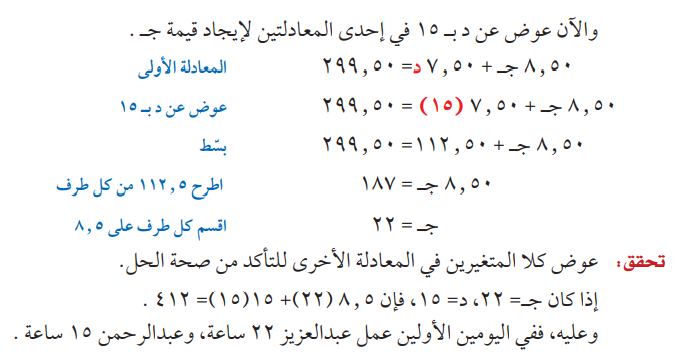 والآن عوض عن د بـ ١٥ في إحدى المعادلتين لإيجاد قيمة جـ .
٨,٥٠ جـ + ٧,٥٠ د = ٢٩٩,٥٠ المعادلة الأولى
٨,٥٠ جـ + ٧,٥٠ (١٥) = ٢٩٩,٥٠ عوض عن د بـ ١٥
٨,٥٠ جـ + ١١٢,٥٠ = ٢٩٩,٥٠ بسّط
٨,٥٠ جـ = ١٨٧ اطرح ١١٢,٥ من كل طرف
جـ = ٢٢ اقسم كل طرف على ٨,٥
تحقق: عوض كلا المتغيرين في المعادلة الأخرى للتأكد من صحة الحل.
إذا كان جـ= ٢٢، د= ١٥، فإن ٨,٥ (٢٢)+ ١٥(١٥)= ٤١٢ .
وعليه، ففي اليومين الأولين عمل عبدالعزيز ٢٢ ساعة، وعبدالرحمن ١٥ ساعة .